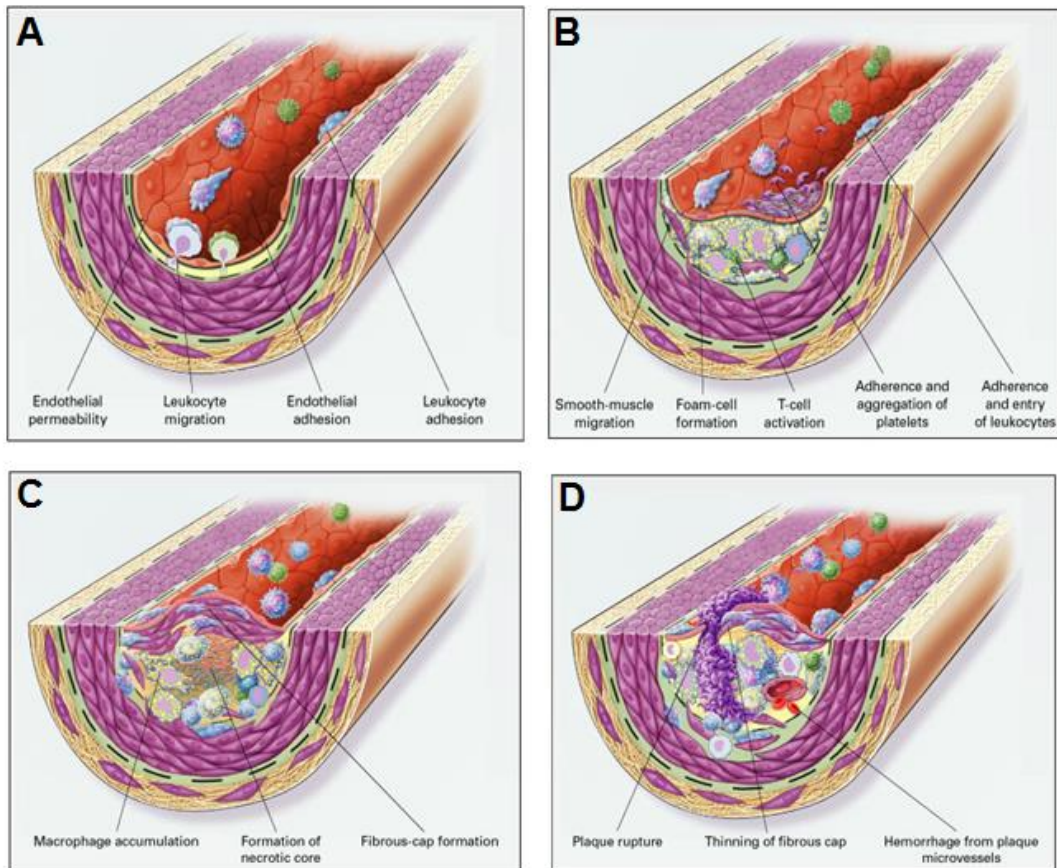 A
Endothelial permeability
Leukocyte migration
Endothelial adhesion
Leukocyte adhesion
B
Smooth-muscle migration
Foam-cell formation
T-cell activation
Adherence and aggregation of platelets
Adherence and entry of leukocytes
C
Macrophage accumulation
Formation of necrotic core
Fibrous-cap formation
D
Plaque rupture
Thinning of fibrous cap
Hemorrhage from plaque microvessels